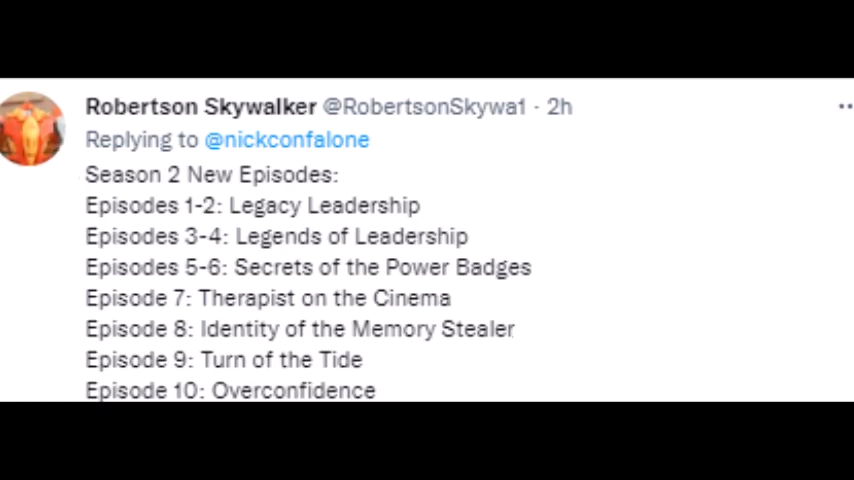 Robertson Skywalker @RobertsonSkywa1 · 2h
Replying to @nickconfalone
Season 2 New Episodes:
Episodes 1-2: Legacy Leadership
Episodes 3-4: Legends of Leadership
Episodes 5-6: Secrets of the Power Badges
Episode 7: Therapist on the Cinema
Episode 8: Identity of the Memory Stealer
Episode 9: Turn of the Tide
Episode 10: Overconfidence